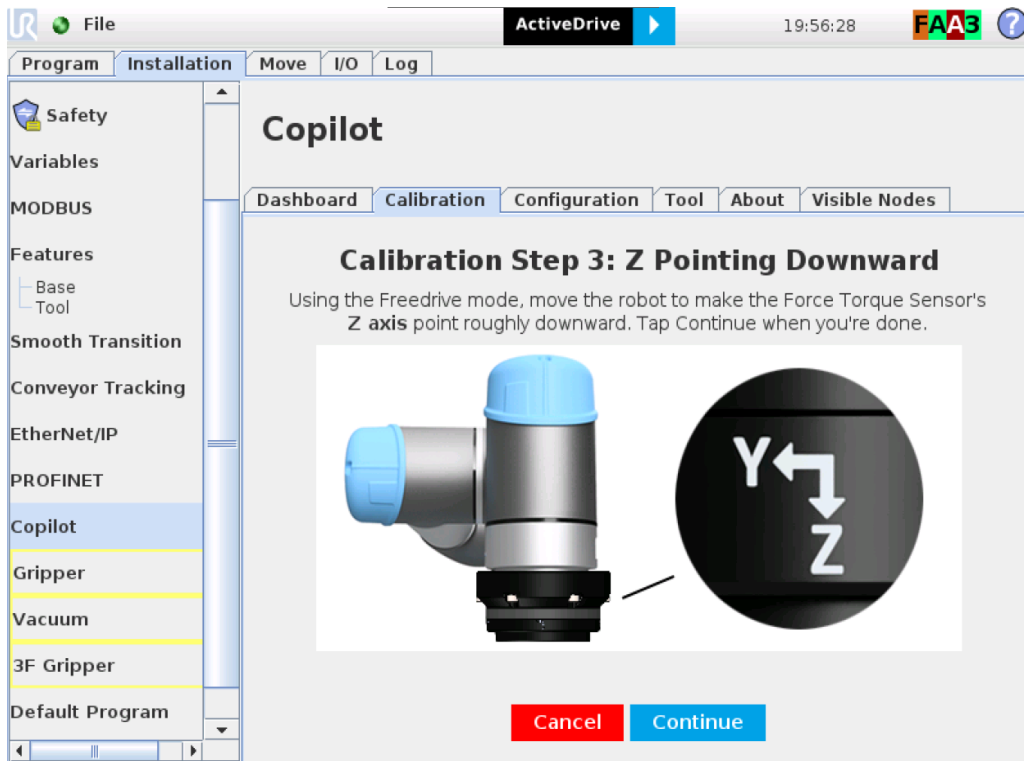 UR
File
ActiveDrive
19:56:28
FAA3
?
Program
Installation
Move
I/O
Log
Safety
Variables
MODBUS
Features
Base
Tool
Smooth Transition
Conveyor Tracking
EtherNet/IP
PROFINET
Copilot
Gripper
Vacuum
3F Gripper
Default Program
Copilot
Dashboard
Calibration
Configuration
Tool
About
Visible Nodes
Calibration Step 3: Z Pointing Downward
Using the Freedrive mode, move the robot to make the Force Torque Sensor's
Z axis point roughly downward. Tap Continue when you're done.
Y
Z
Cancel
Continue